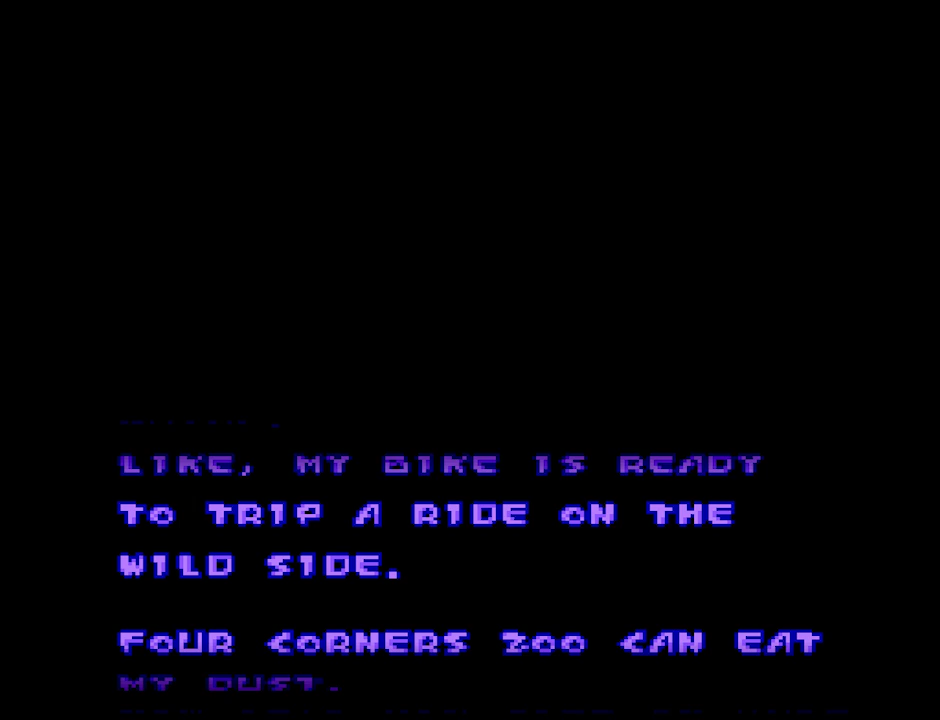 LIKE, MY BIKE IS READY
TO TRIP A RIDE ON THE
WILD SIDE.
FOUR CORNERS ZOO CAN EAT
MY DUST.